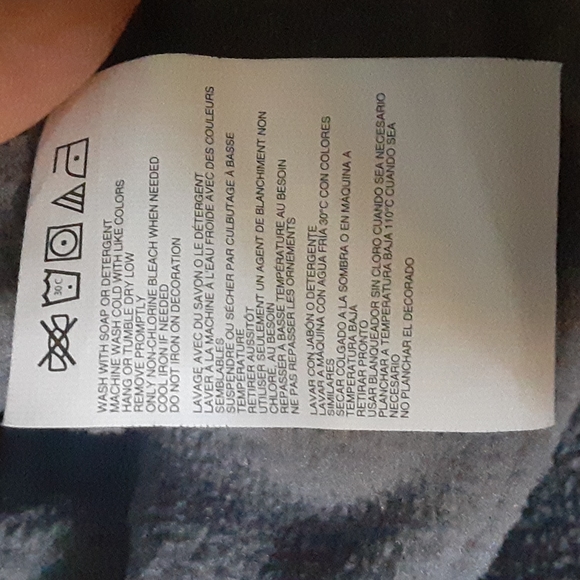 30 C
WASH WITH SOAP OR DETERGENT
MACHINE WASH COLD WITH LIKE COLORS
HANG OR TUMBLE DRY LOW
REMOVE PROMPTLY
ONLY NON-CHLORINE BLEACH WHEN NEEDED
COOL IRON IF NEEDED
DO NOT IRON ON DECORATION
LAVAGE AVEC DU SAVON O LE DÉTERGENT
LAVER À LA MACHINE À L'EAU FROIDE AVEC DES COULEURS
SEMBLABLES
SUSPENDRE OU SÉCHER PAR CULBUTAGE À BASSE
TEMPÉRATURE
RETIRER AUSSITÔT
UTILISER SEULEMENT UN AGENT DE BLANCHIMENT NON
CHLORÉ, AU BESOIN
REPASSER À BASSE TEMPÉRATURE AU BESOIN
NE PAS REPASSER LES ORNEMENTS
LAVAR CON JABÓN O DETERGENTE
LAVAR A MÁQUINA CON AGUA FRÍA 30°C CON COLORES
SIMILARES
SECAR COLGADO A LA SOMBRA O EN MÁQUINA A
TEMPERATURA BAJA
RETIRAR PRONTO
USAR BLANQUEADOR SIN CLORO CUANDO SEA NECESARIO
PLANCHAR A TEMPERATURA BAJA 110°C CUANDO SEA
NECESARIO
NO PLANCHAR EL DECORADO